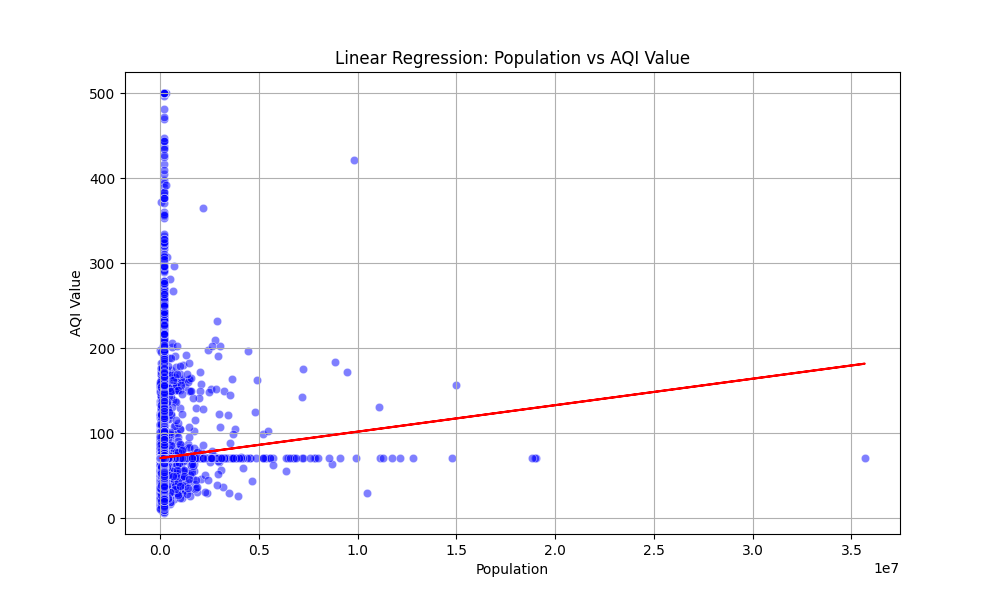 Linear Regression: Population vs AQI Value
AQI Value
500
400
300
200
100
0
0.0 0.5 1.0 1.5 2.0 2.5 3.0 3.5
1e7
Population